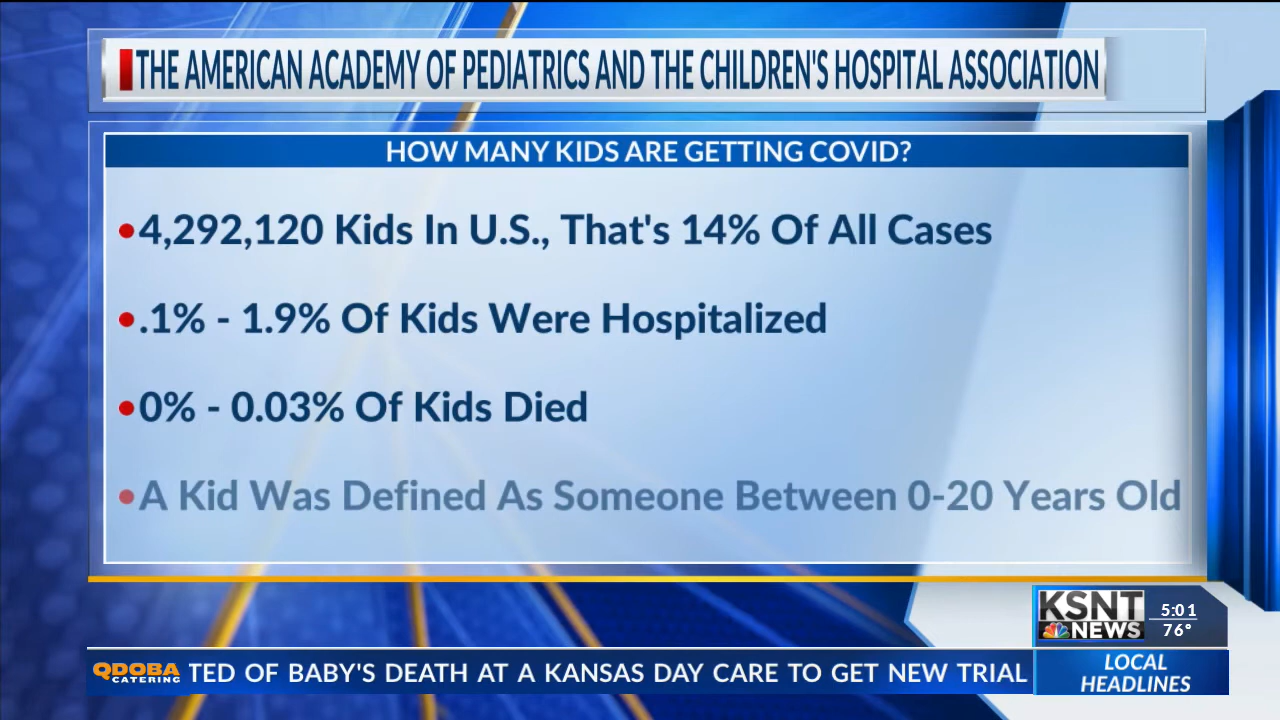 THE AMERICAN ACADEMY OF PEDIATRICS AND THE CHILDREN'S HOSPITAL ASSOCIATION
HOW MANY KIDS ARE GETTING COVID?
•4,292,120 Kids In U.S., That's 14% Of All Cases
•.1% - 1.9% Of Kids Were Hospitalized
•0% - 0.03% Of Kids Died
•A Kid Was Defined As Someone Between 0-20 Years Old
KSNT
NEWS
5:01
76°
QDOBA
CATERING
TED OF BABY'S DEATH AT A KANSAS DAY CARE TO GET NEW TRIAL
LOCAL
HEADLINES